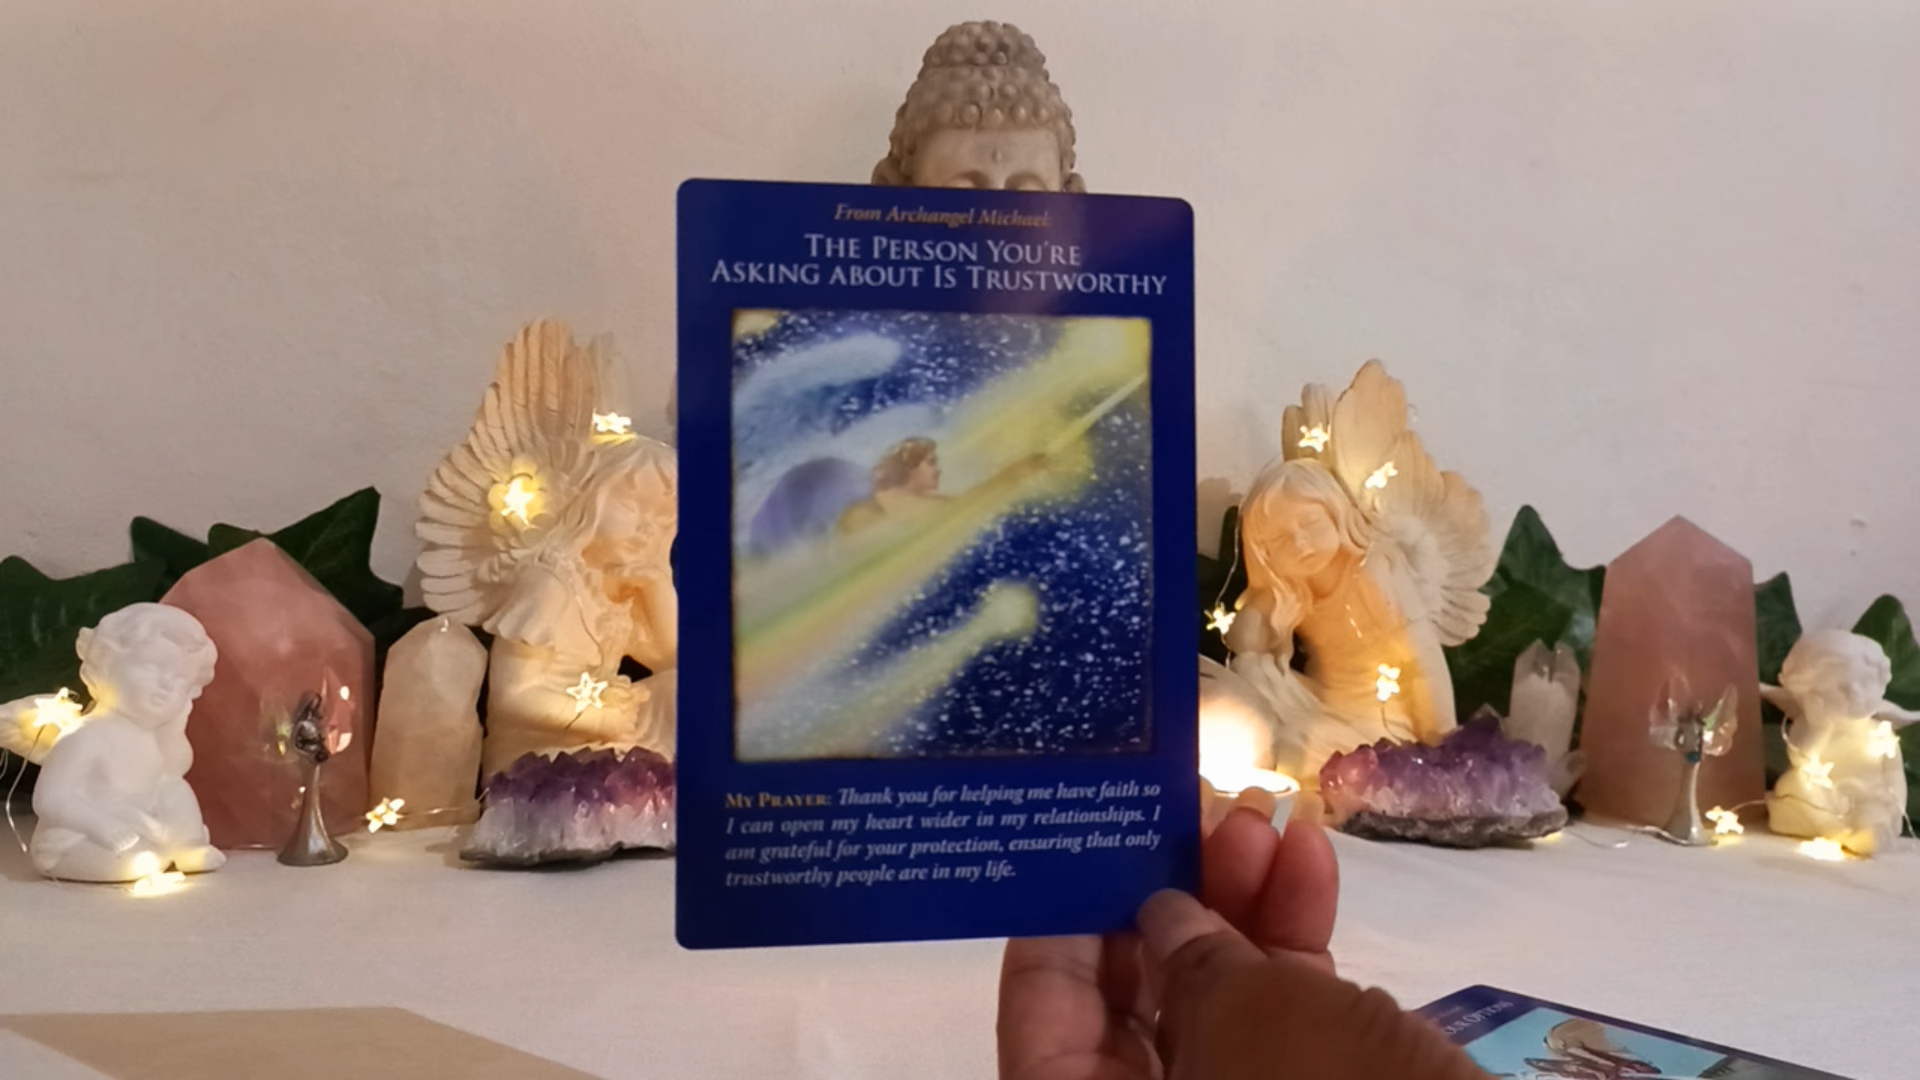 From Archangel Michael:
THE PERSON YOU'RE
ASKING ABOUT IS TRUSTWORTHY
MY PRAYER: Thank you for helping me have faith so
I can open my heart wider in my relationships. I
am grateful for your protection, ensuring that only
trustworthy people are in my life.
OPTIONS